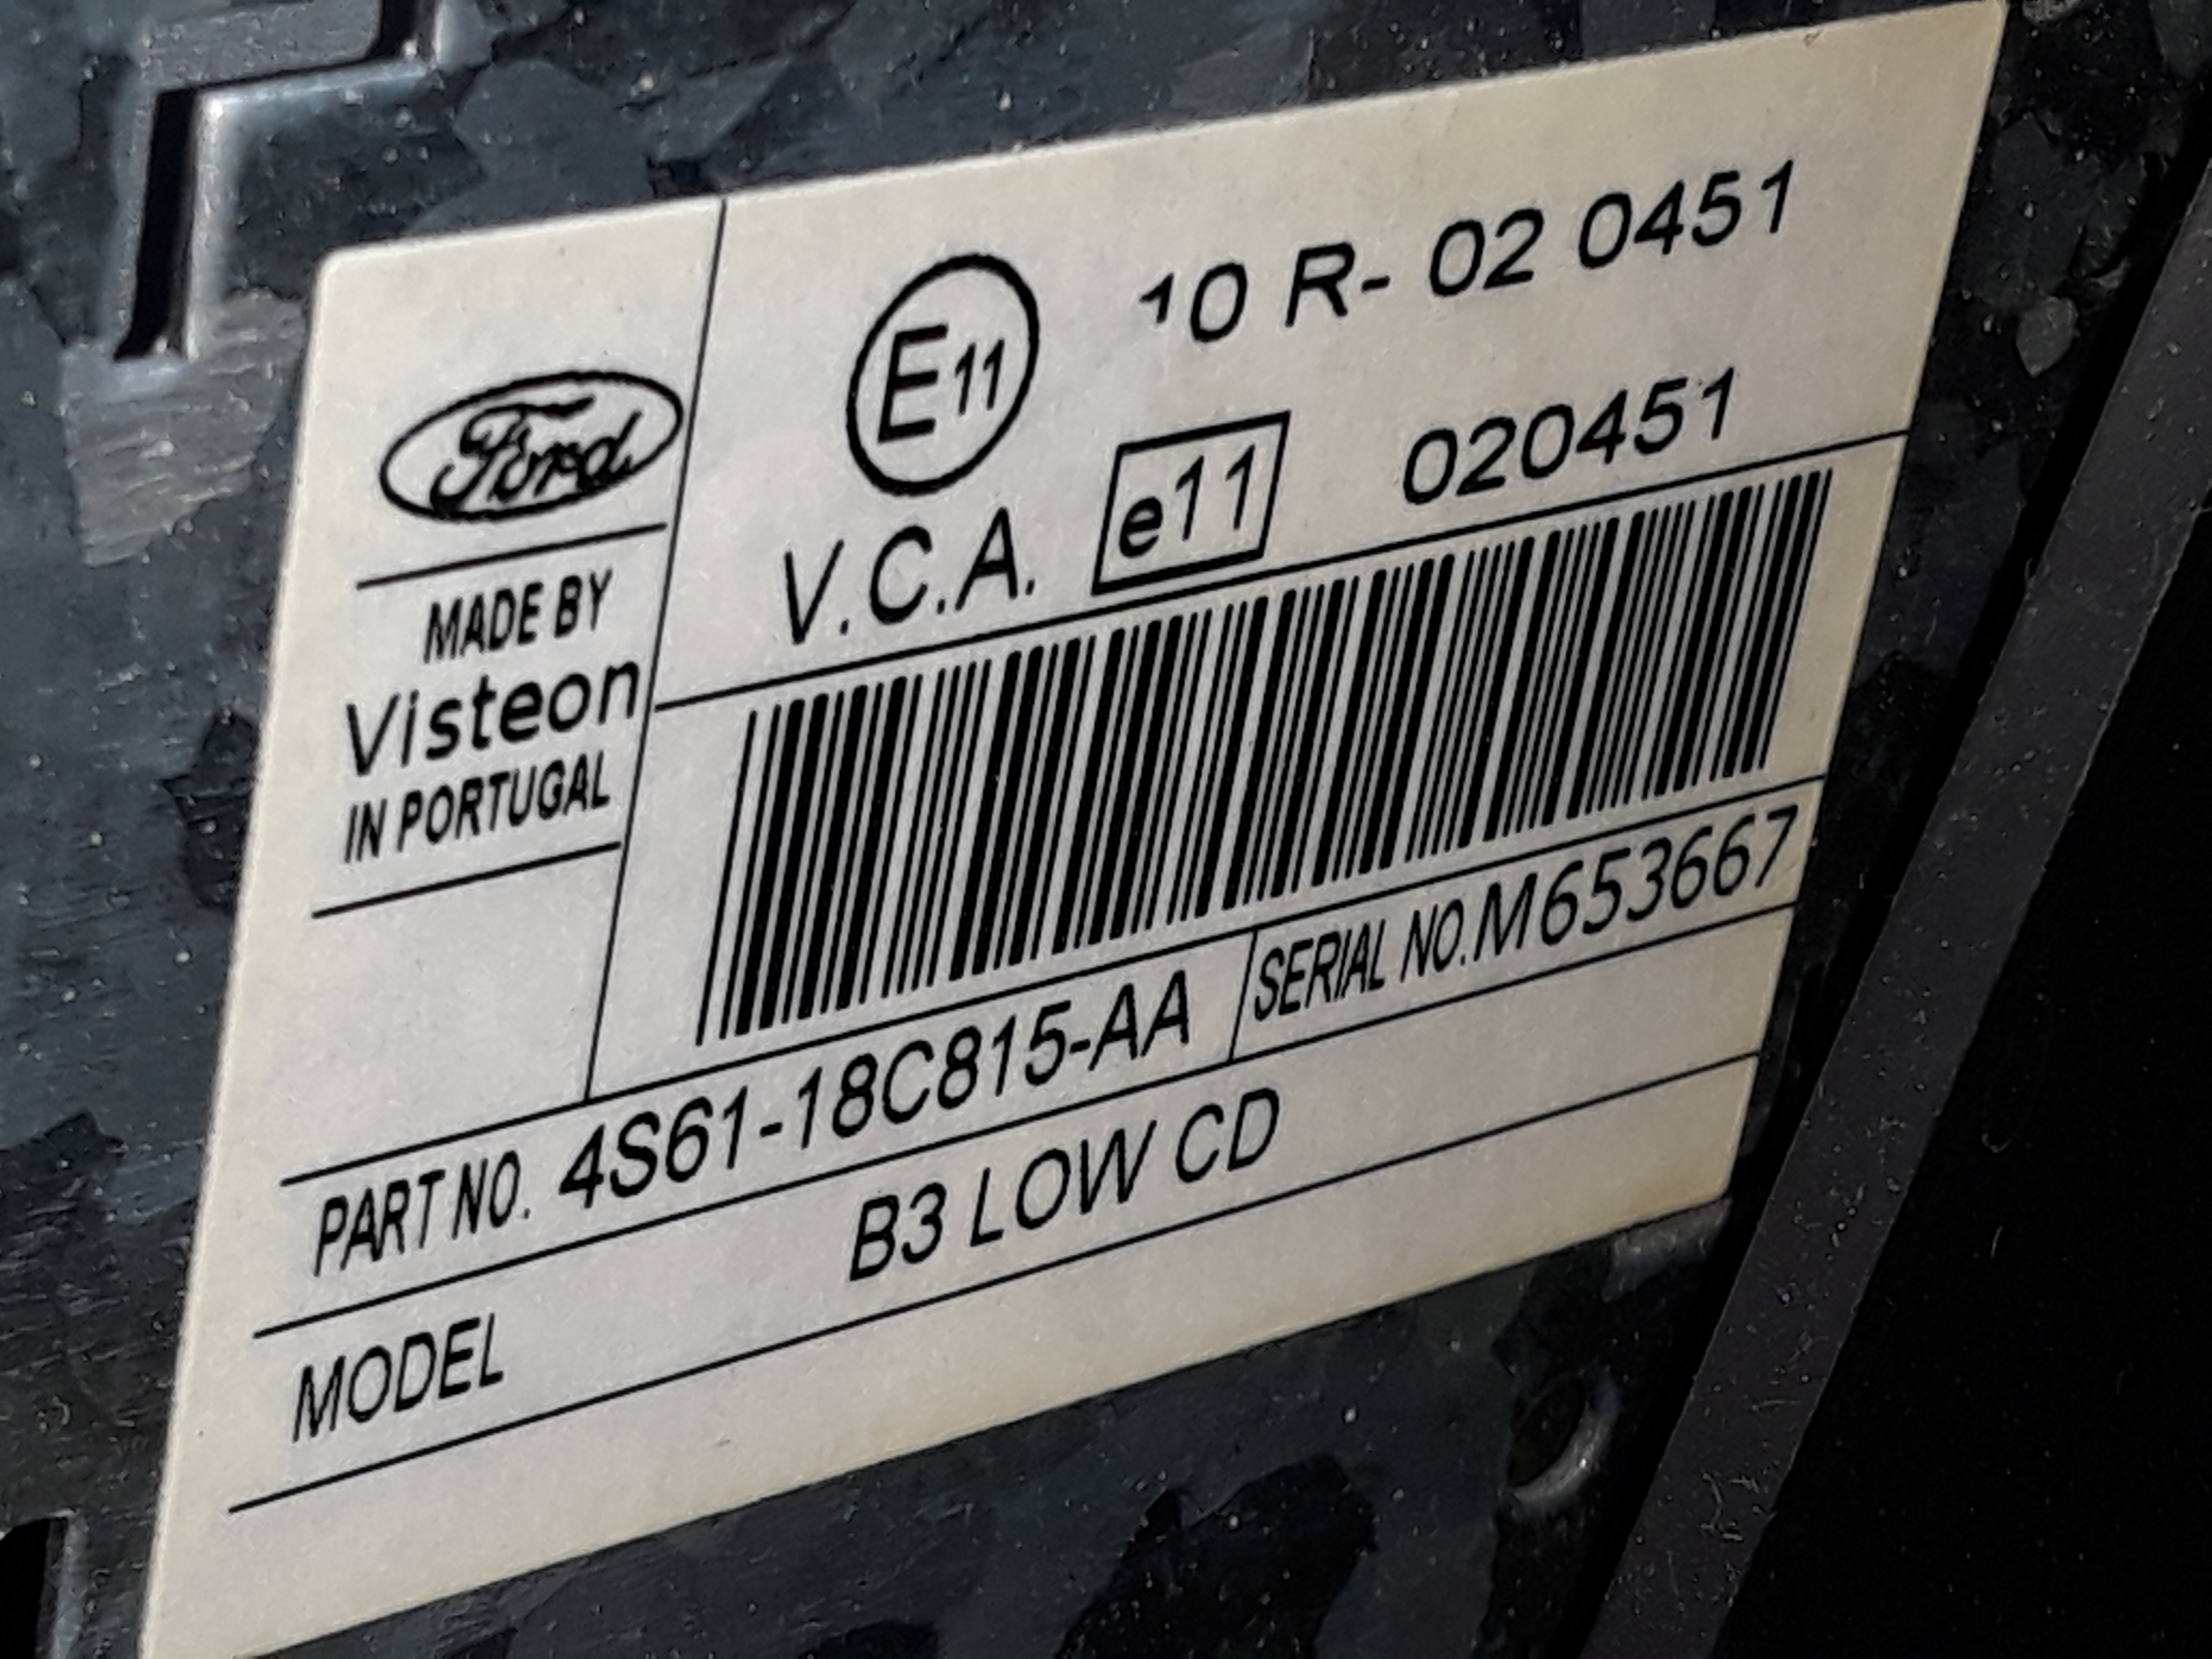 Ford
MADE BY
Visteon
IN PORTUGAL
E11 10 R- 02 0451
V.C.A. e11 020451
PART NO. 4S61-18C815-AA SERIAL NO. M653667
MODEL B3 LOW CD